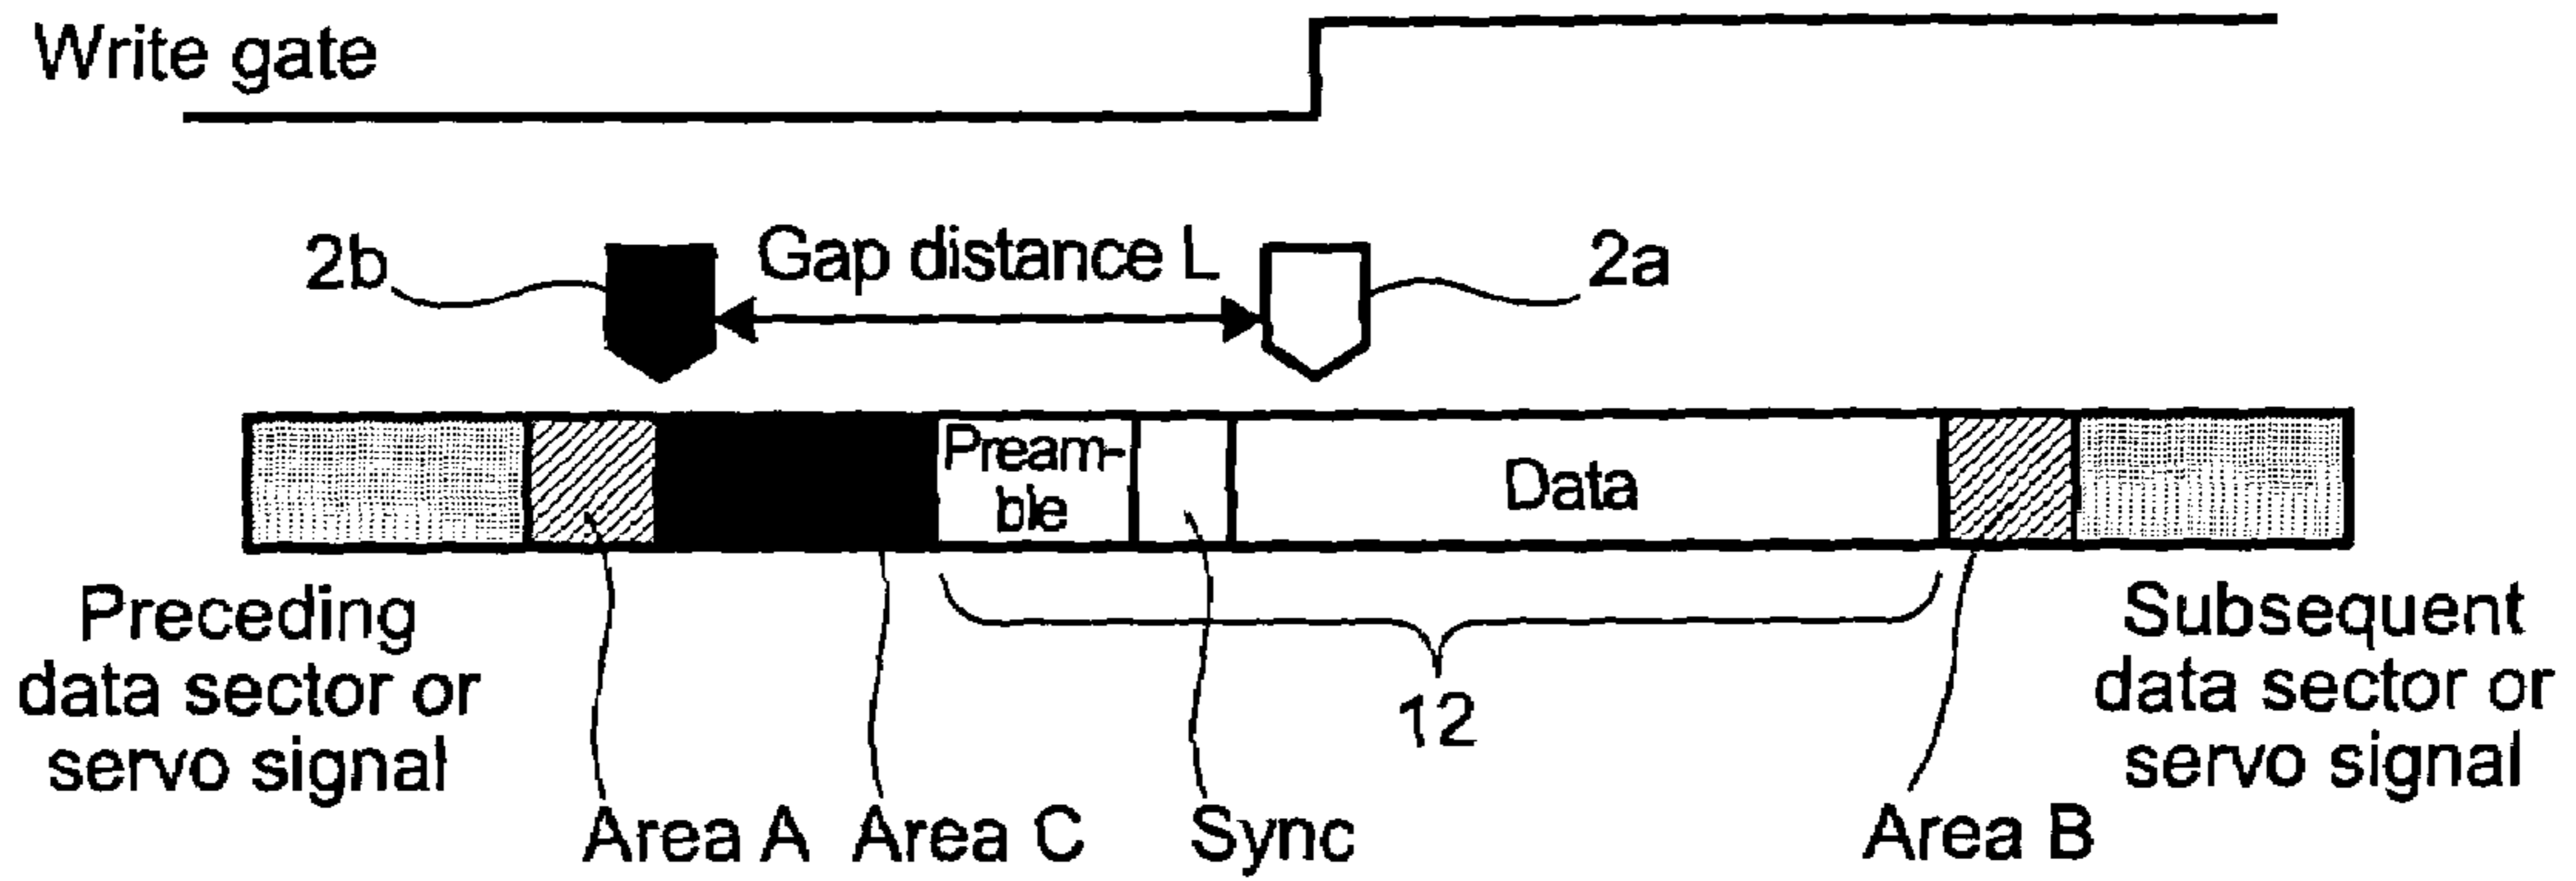 Write gate
2b
Gap distance L
2a
Pream-
ble
Data
Preceding
data sector or
servo signal
12
Subsequent
data sector or
servo signal
Area A
Area C
Sync
Area B